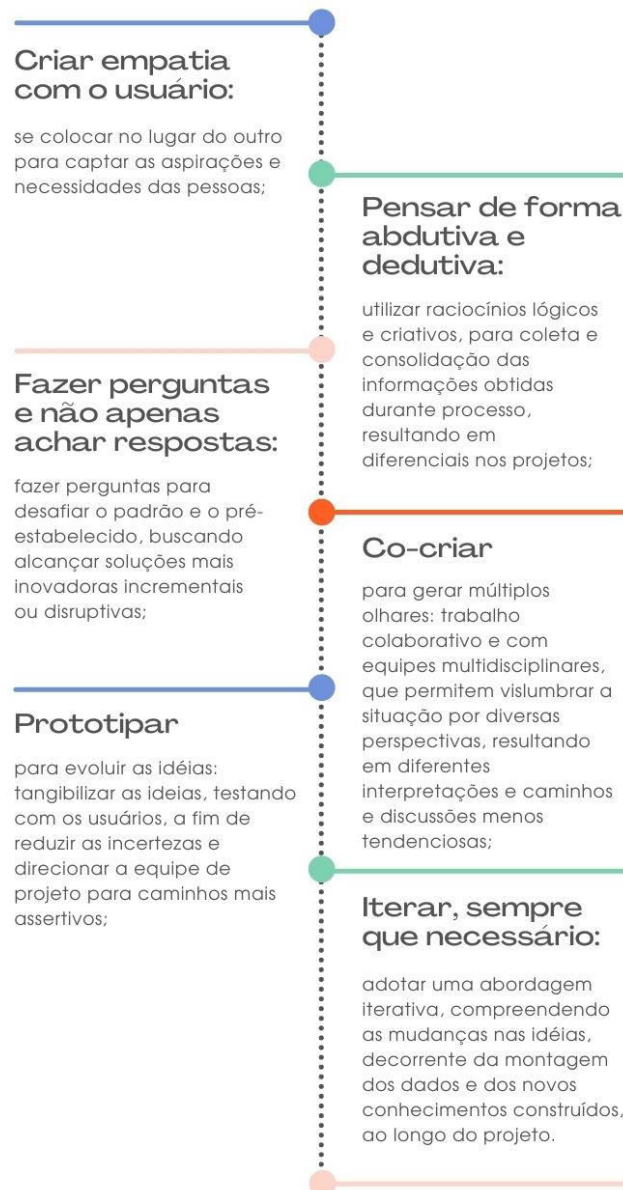 Criar empatia
com o usuário:
se colocar no lugar do outro
para captar as aspirações e
necessidades das pessoas;
Pensar de forma
abdutiva e
dedutiva:
utilizar raciocínios lógicos
e criativos, para coleta e
consolidação das
informações obtidas
durante processo,
resultando em
diferenciais nos projetos;
Fazer perguntas
e não apenas
achar respostas:
fazer perguntas para
desafiar o padrão e o pré-
estabelecido, buscando
alcançar soluções mais
inovadoras incrementais
ou disruptivas;
Co-criar
para gerar múltiplos
olhares: trabalho
colaborativo e com
equipes multidisciplinares,
que permitem vislumbrar a
situação por diversas
perspectivas, resultando
em diferentes
interpretações e caminhos
e discussões menos
tendenciosas;
Prototipar
para evoluir as idéias:
tangibilizar as ideias, testando
com os usuários, a fim de
reduzir as incertezas e
direcionar a equipe de
projeto para caminhos mais
assertivos;
Iterar, sempre
que necessário:
adotar uma abordagem
iterativa, compreendendo
as mudanças nas idéias,
decorrente da montagem
dos dados e dos novos
conhecimentos construídos,
ao longo do projeto.